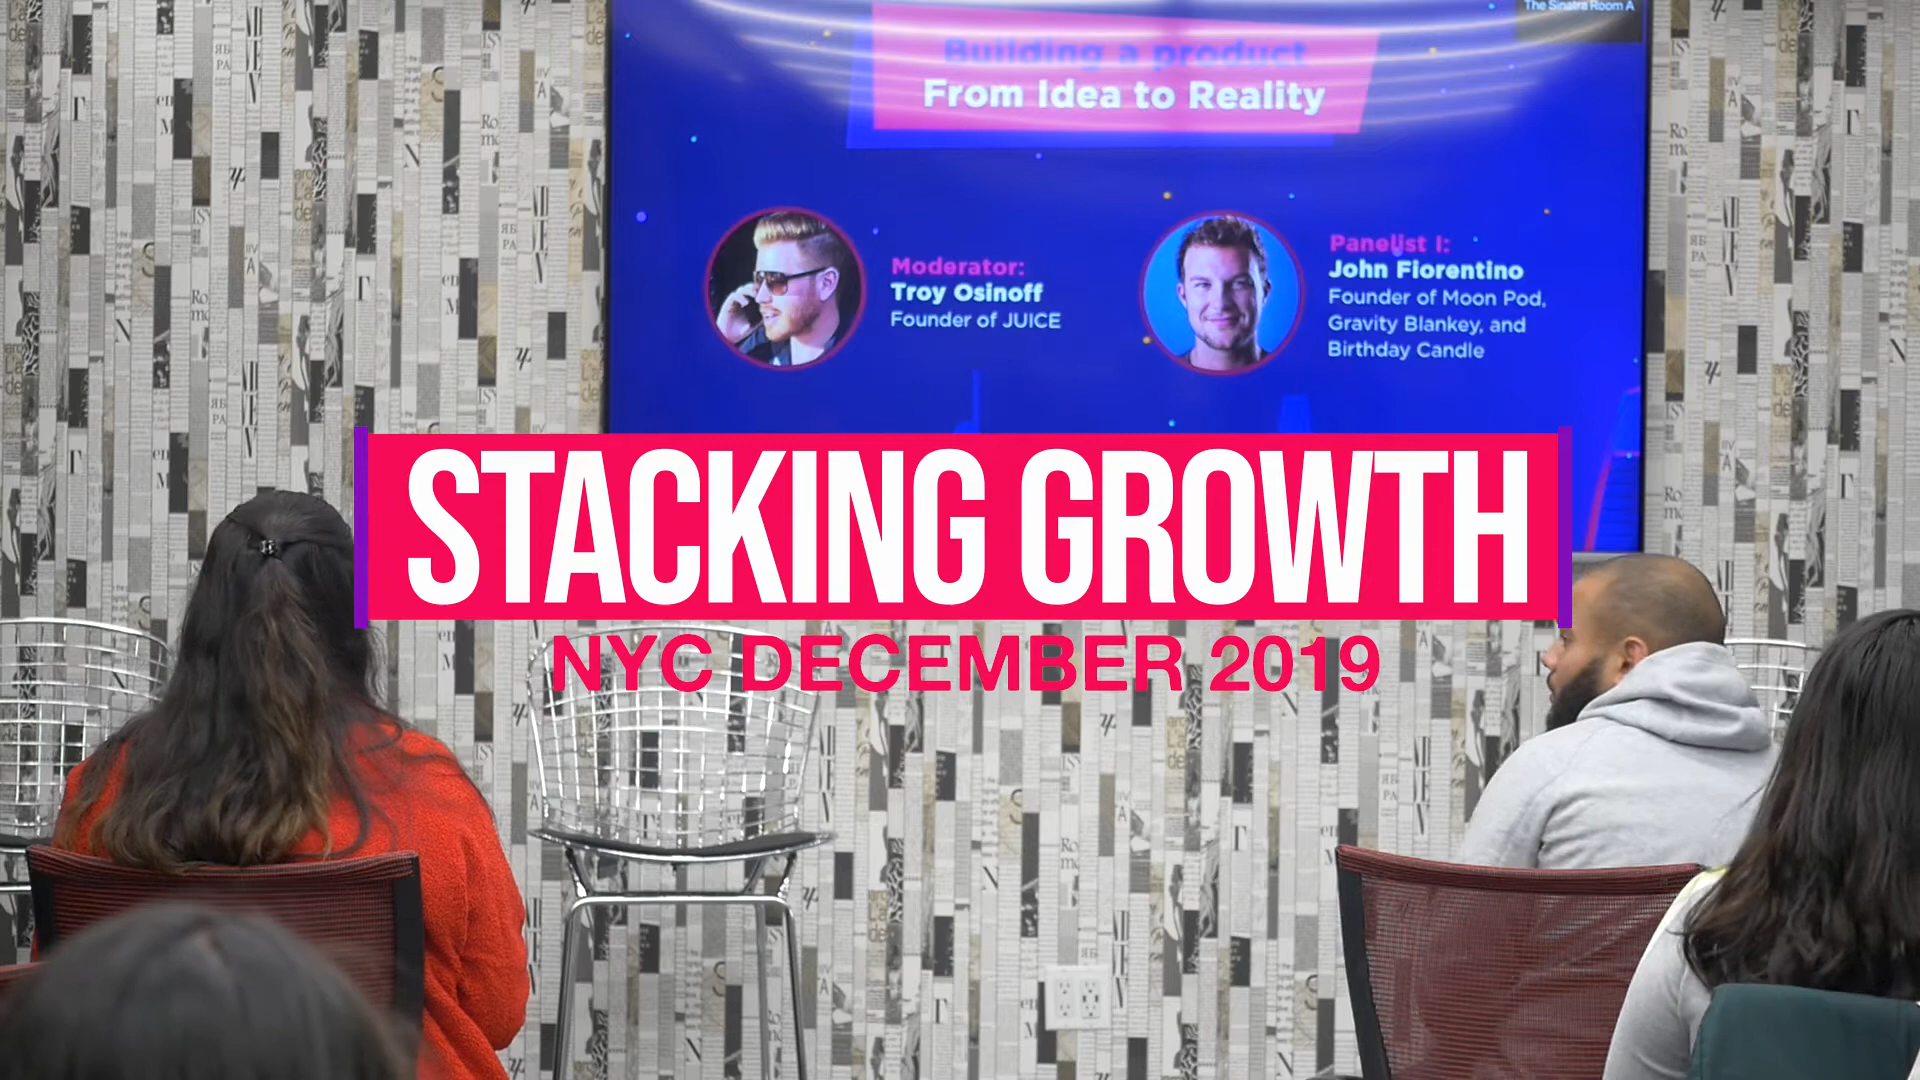 The Sinatra Room A
Building a product
From Idea to Reality
Moderator:
Troy Osinoff
Founder of JUICE
Panelist I:
John Fiorentino
Founder of Moon Pod,
Gravity Blankey, and
Birthday Candle
STACKING GROWTH
NYC DECEMBER 2019